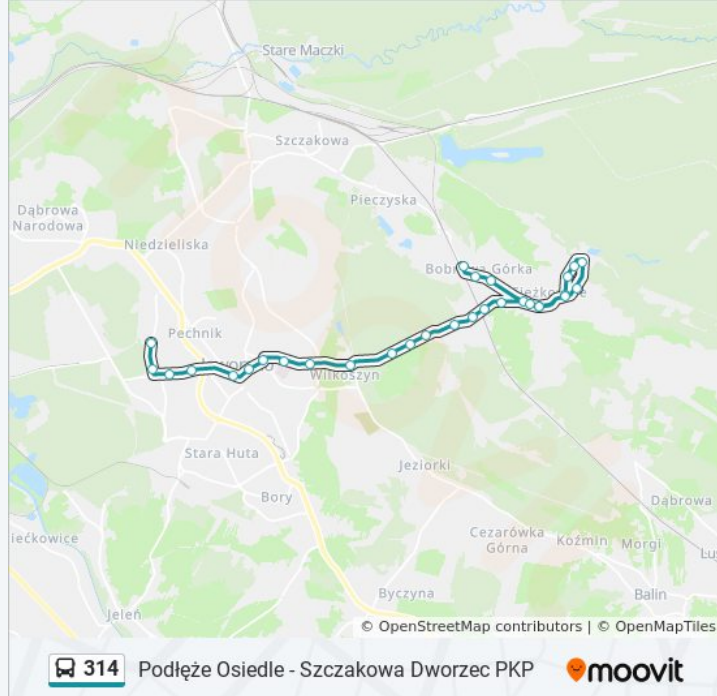 Stare Maczki
Szczakowa
Pieczyska
Dąbrowa
Narodowa
Niedzieliska
Bobrowa Górka
Pechnik
Wilkoszyn
Stara Huta
Jeziorki
Bory
Dąbrowa
Cezarówka
Górna
Koźmin
Morgi
Balin
Byczyna
Jeleń
© OpenStreetMap contributors | © OpenMapTiles
314
Podłęże Osiedle - Szczakowa Dworzec PKP
moovit